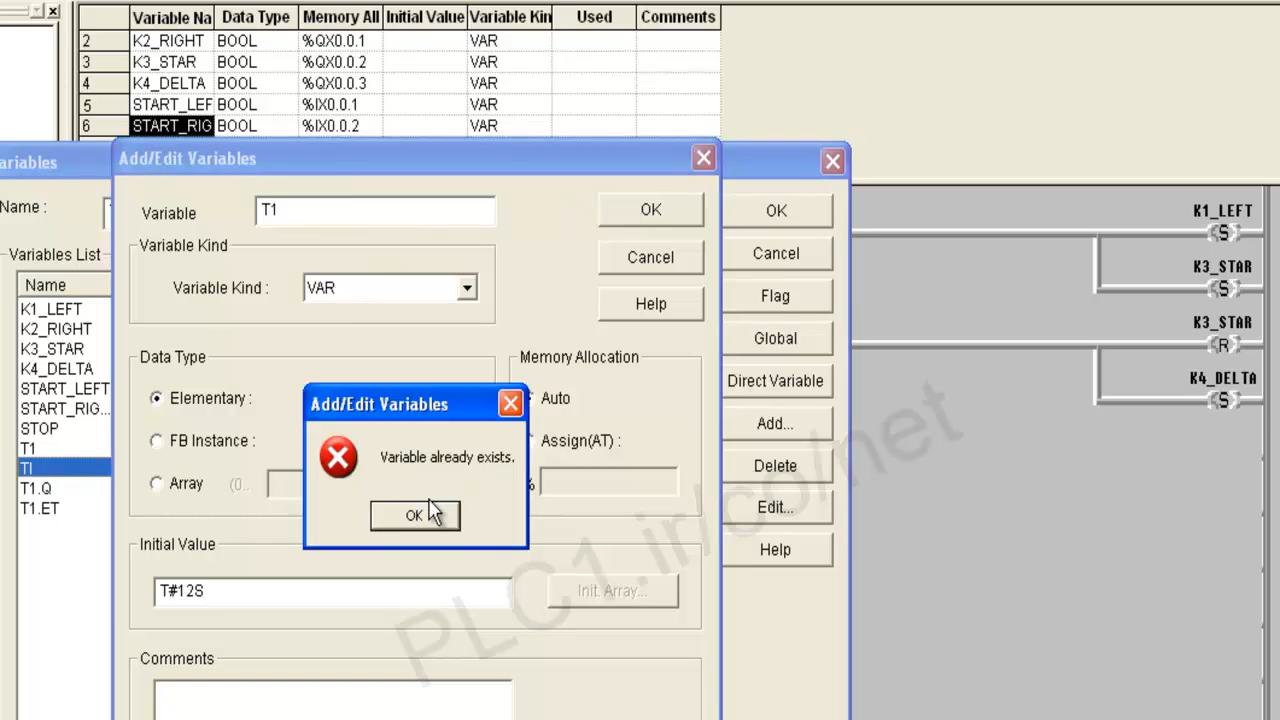 Variable Na Data Type Memory All Initial Value Variable Kin Used Comments
2 K2_RIGHT BOOL %QX0.0.1 VAR
3 K3_STAR BOOL %QX0.0.2 VAR
4 K4_DELTA BOOL %QX0.0.3 VAR
5 START_LEF BOOL %IX0.0.1 VAR
6 START_RIG BOOL %IX0.0.2 VAR
ariables
Name :
Variables List
Name
K1_LEFT
K2_RIGHT
K3_STAR
K4_DELTA
START_LEFT
START_RIG...
STOP
T1
TI
T1.Q
T1.ET
Add/Edit Variables
Variable T1
OK
Cancel
Help
Variable Kind
Variable Kind : VAR
Data Type
Elementary :
FB Instance :
Array (0..
Memory Allocation
Auto
Assign(AT) :
%
Initial Value
T#12S
Init. Array...
Comments
Add/Edit Variables
Variable already exists.
OK
OK
Cancel
Flag
Global
Direct Variable
Add...
Delete
Edit...
Help
K1_LEFT
S
K3_STAR
S
K3_STAR
R
K4_DELTA
S
PLC1.ir/co/net